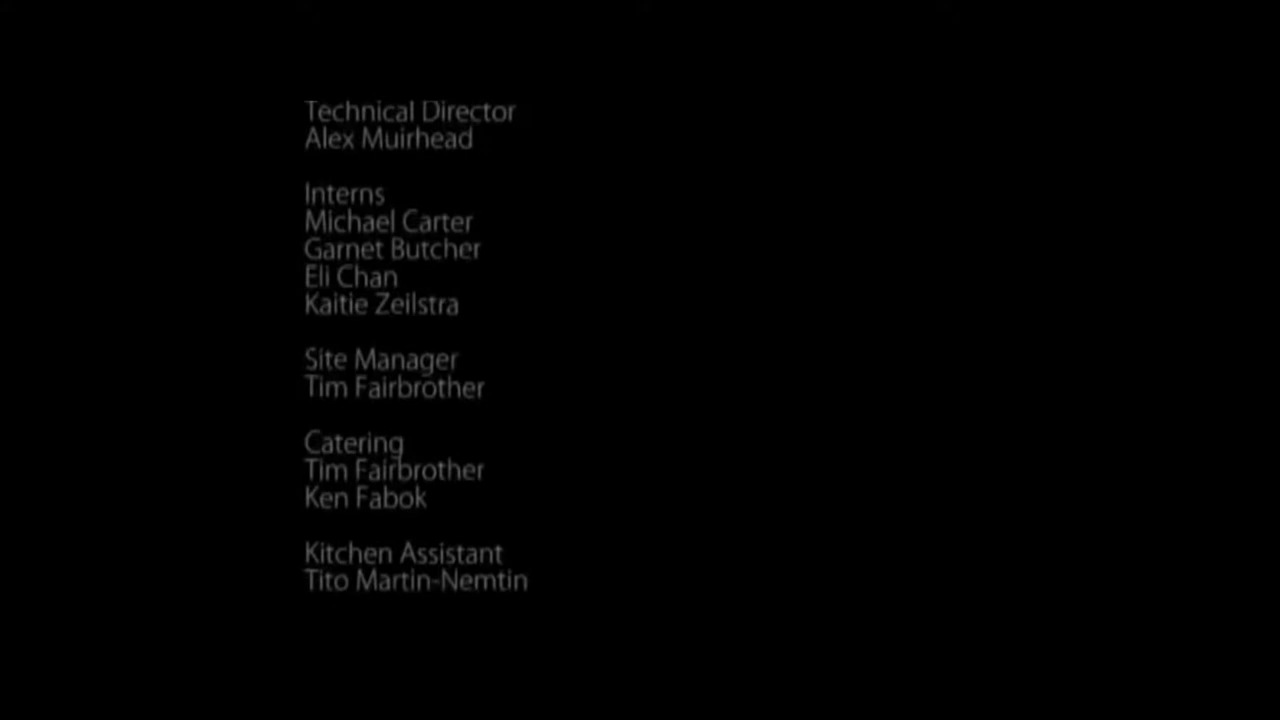 Technical Director
Alex Muirhead
Interns
Michael Carter
Garnet Butcher
Eli Chan
Kaitie Zeilstra
Site Manager
Tim Fairbrother
Catering
Tim Fairbrother
Ken Fabok
Kitchen Assistant
Tito Martin-Nemtin